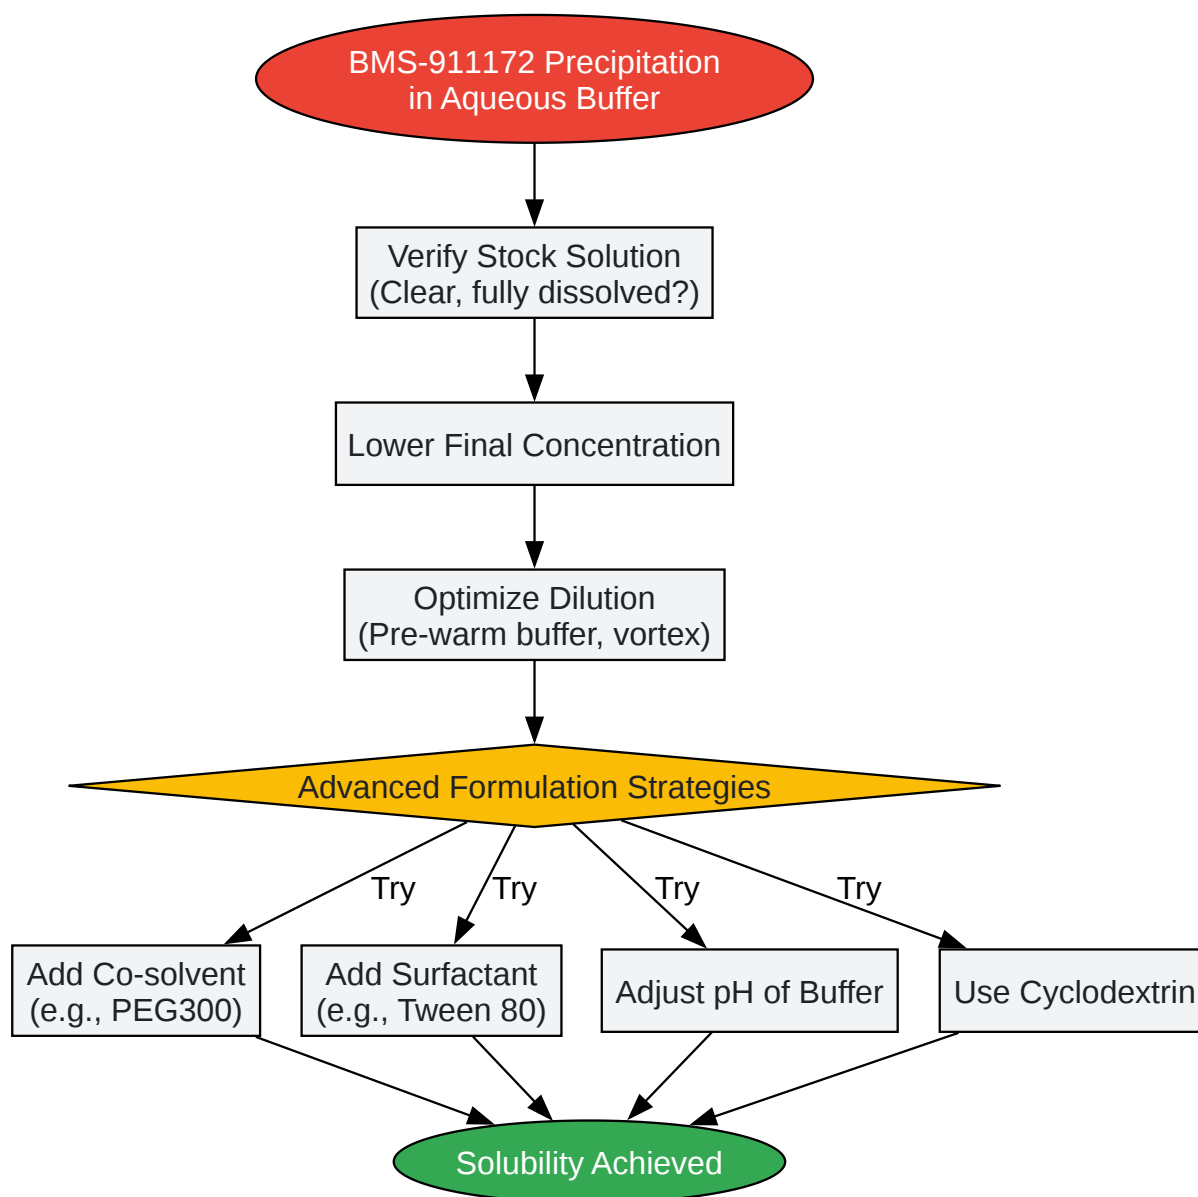 BMS-911172 Precipitation
in Aqueous Buffer
Verify Stock Solution
(Clear, fully dissolved?)
Lower Final Concentration
Optimize Dilution
(Pre-warm buffer, vortex)
Advanced Formulation Strategies
Try
Try
Try
Try
Add Co-solvent
(e.g., PEG300)
Add Surfactant
(e.g., Tween 80)
Adjust pH of Buffer
Use Cyclodextrin
Solubility Achieved